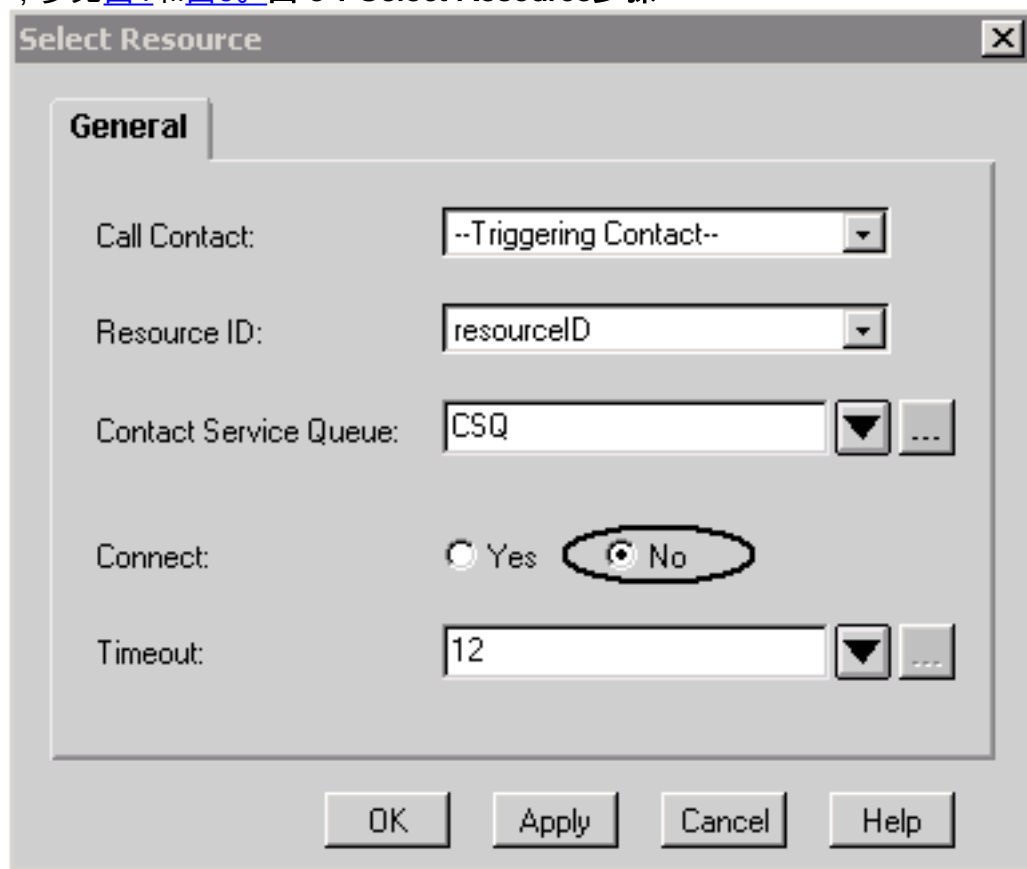 Select Resource
General
Call Contact: --Triggering Contact--
Resource ID: resourceID
Contact Service Queue: CSQ ...
Connect: Yes No
Timeout: 12 ...
OK Apply Cancel Help